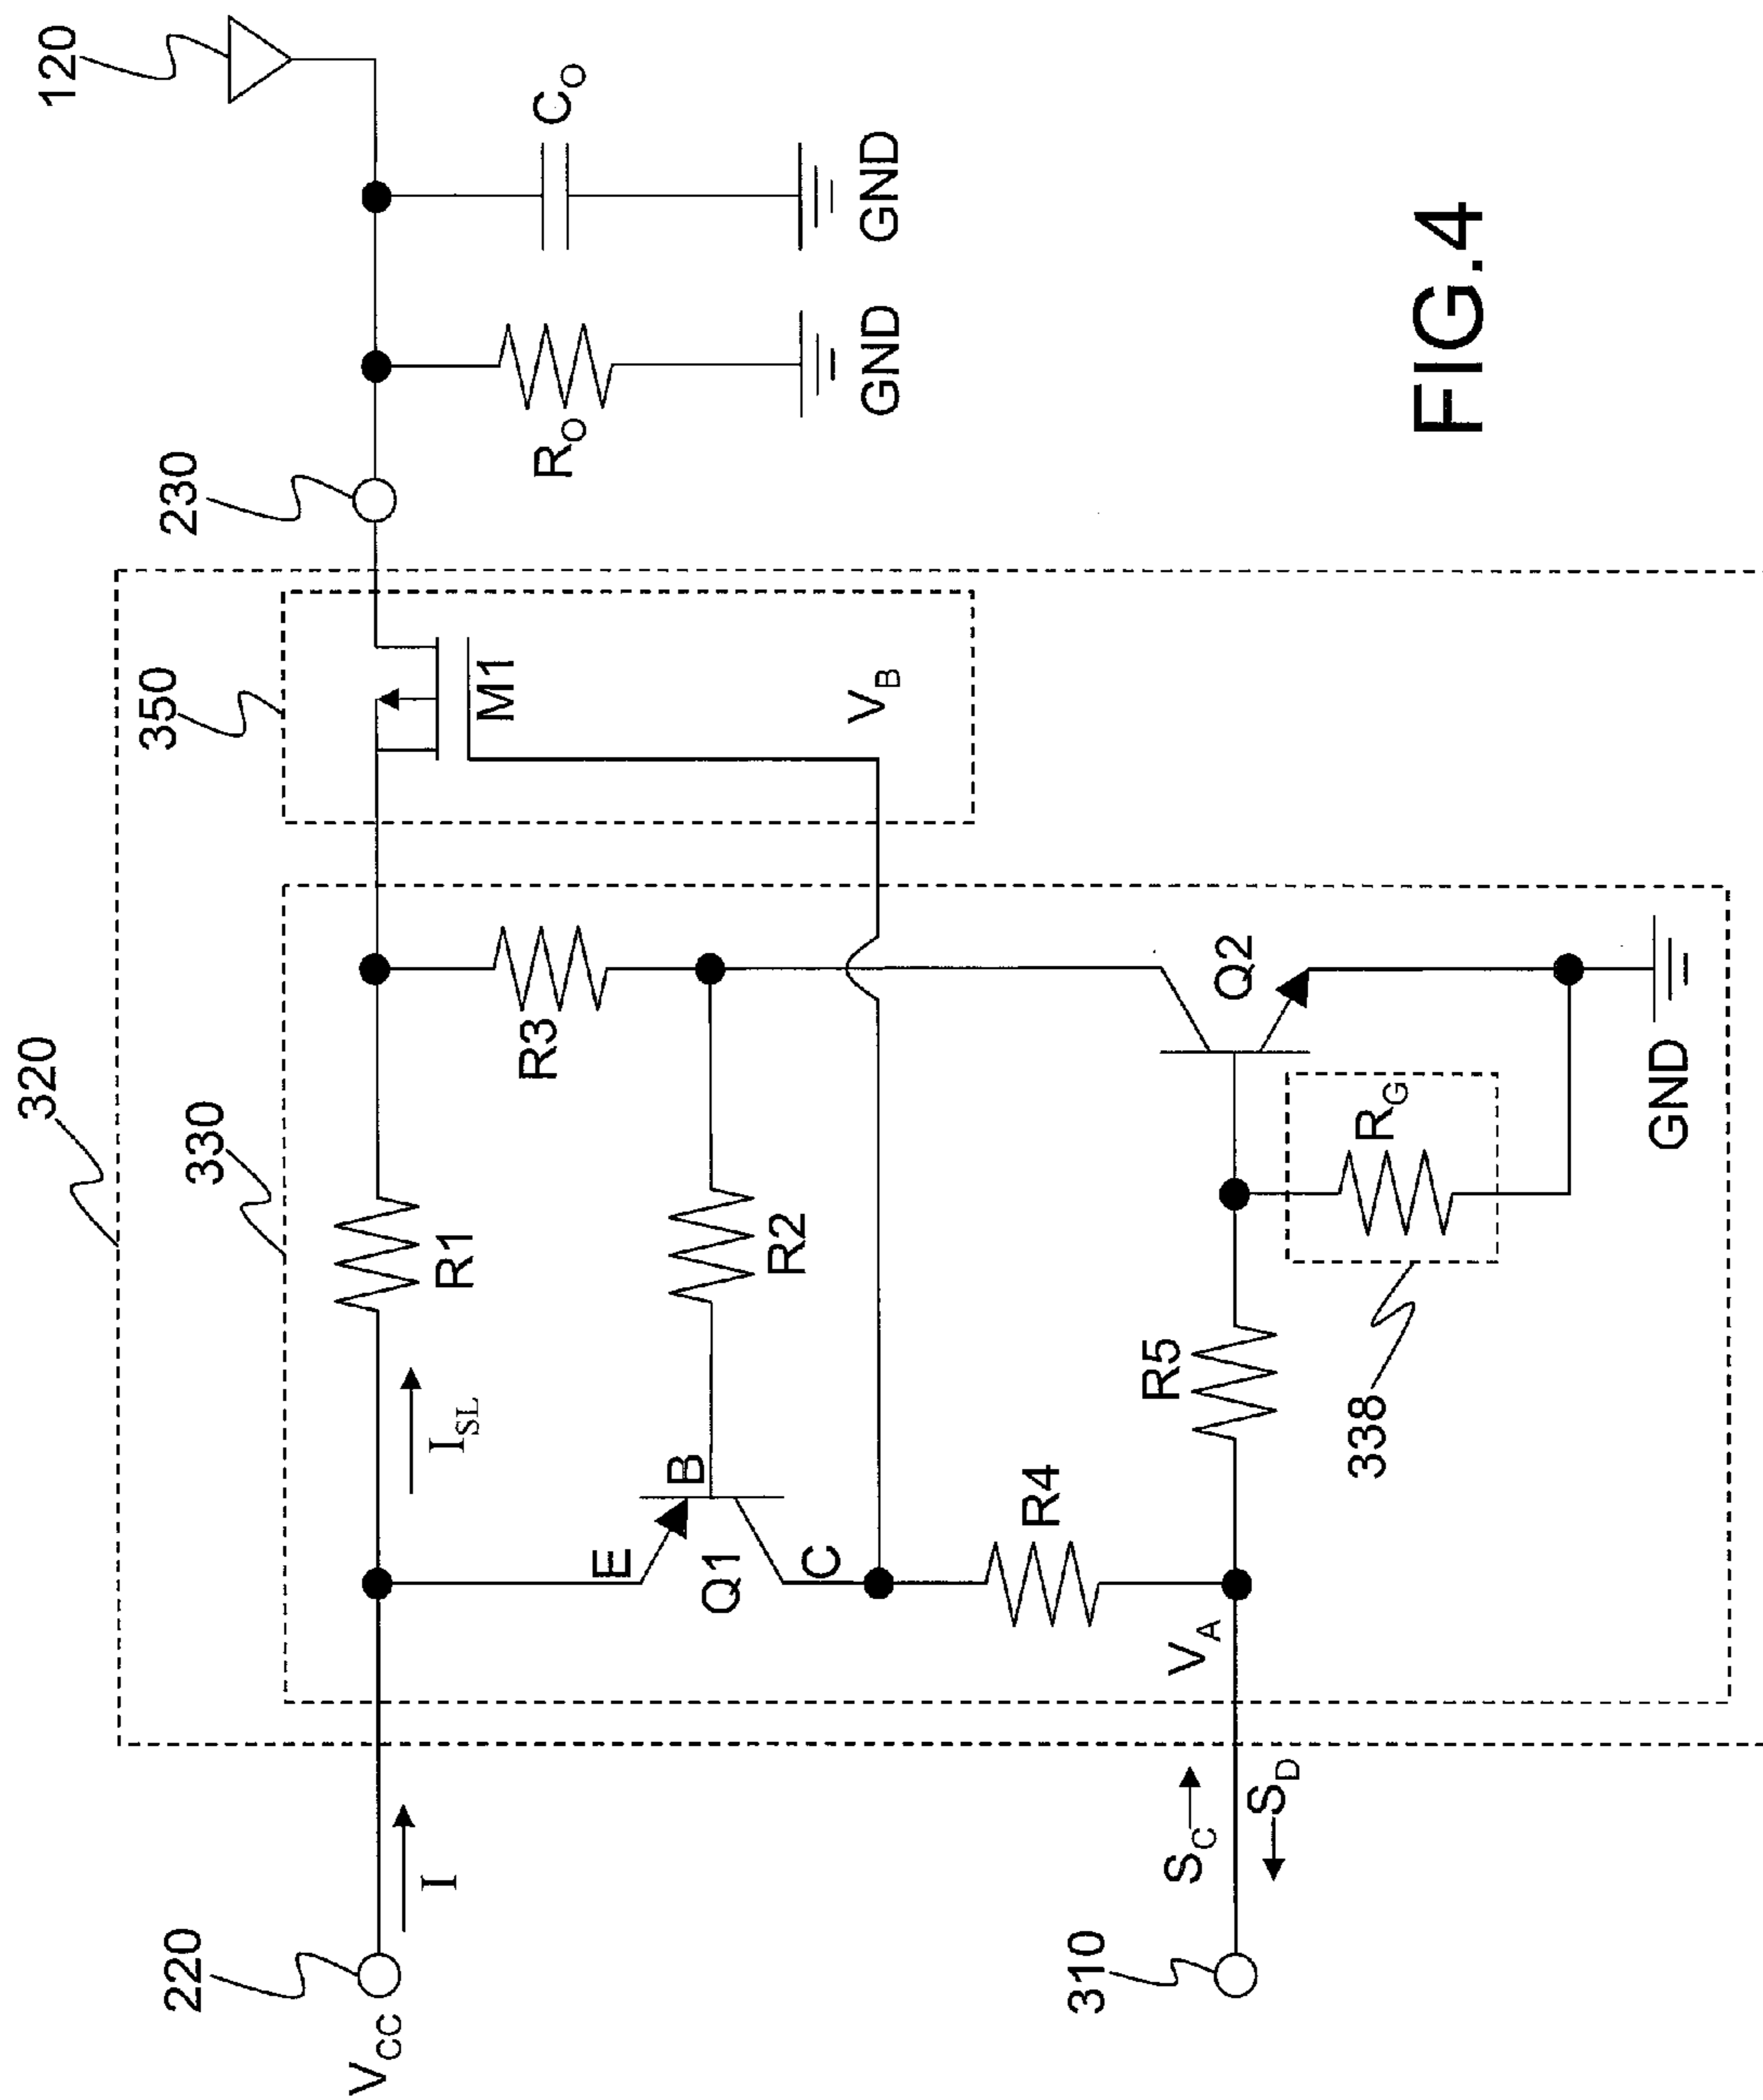 320
330
350
230
120
220
V_CC
I
I_SL
R1
R3
M1
V_B
R_O
C_O
GND
GND
E
B
Q1
C
R2
R4
V_A
R5
Q2
R_G
338
GND
310
S_C
S_D
FIG.4